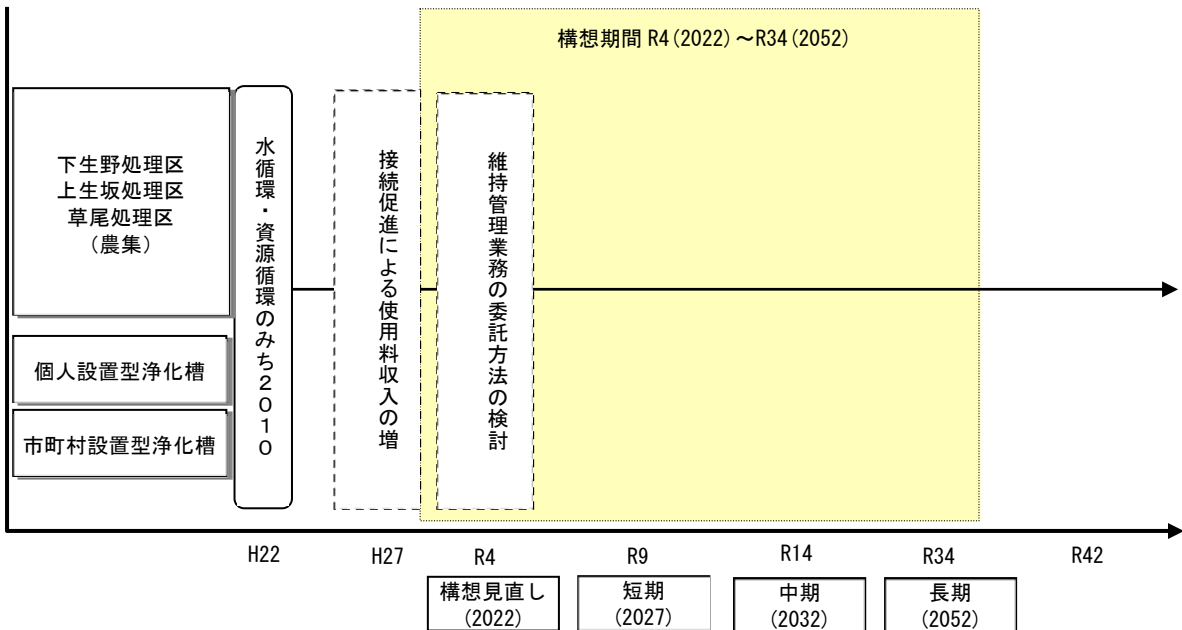 構想期間 R4(2022)～R34(2052)
下生野処理区
上生坂処理区
草尾処理区
（農集）
個人設置型浄化槽
市町村設置型浄化槽
水循環・資源循環のみち２０１０
接続促進による使用料収入の増
維持管理業務の委託方法の検討
H22
H27
R4
R9
R14
R34
R42
構想見直し
(2022)
短期
(2027)
中期
(2032)
長期
(2052)